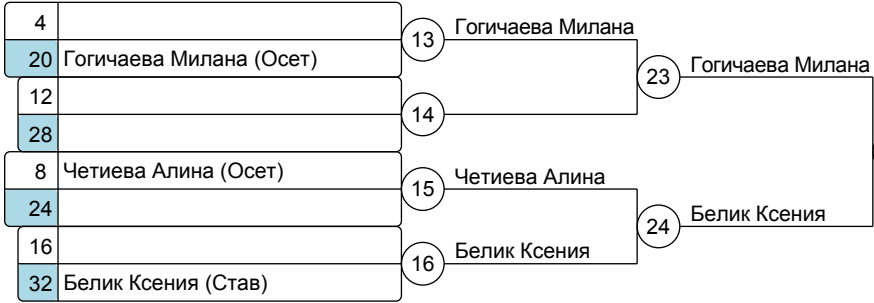 4
20 Гогичаева Милана (Осет)
13 Гогичаева Милана
12
28
14
23 Гогичаева Милана
8 Четиева Алина (Осет)
24
15 Четиева Алина
16
32 Белик Ксения (Став)
16 Белик Ксения
24 Белик Ксения